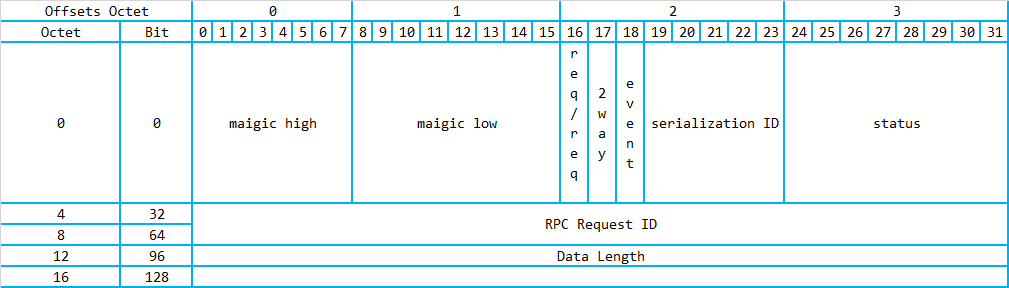 Offsets Octet 0 1 2 3
Octet Bit 0 1 2 3 4 5 6 7 8 9 10 11 12 13 14 15 16 17 18 19 20 21 22 23 24 25 26 27 28 29 30 31
0 0 maigic high maigic low req/req 2way event serialization ID status
4 32 RPC Request ID
8 64
12 96 Data Length
16 128